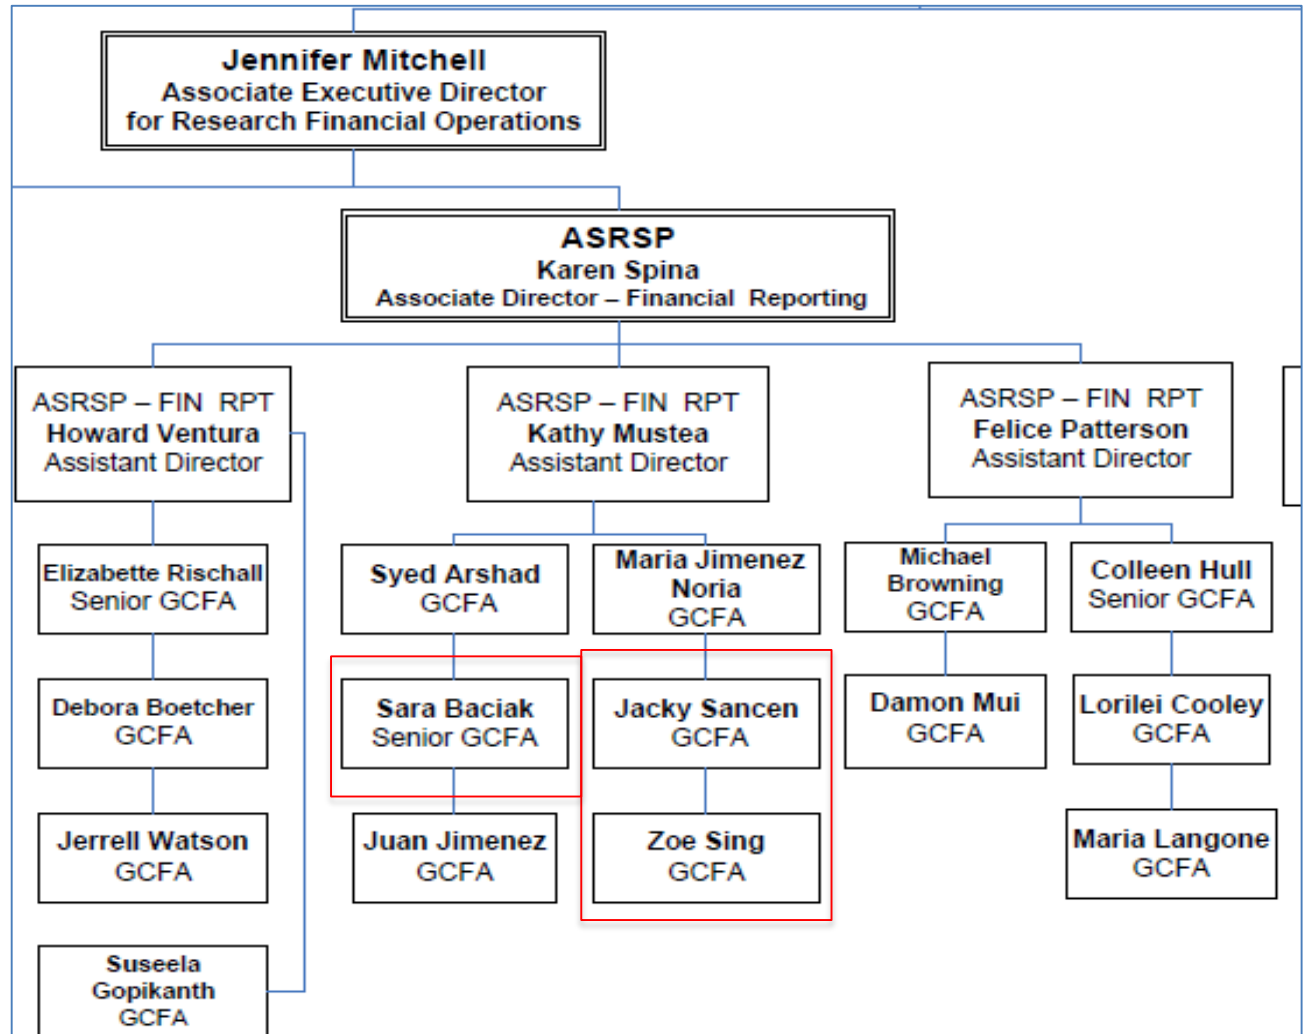 Jennifer Mitchell
Associate Executive Director
for Research Financial Operations
ASRSP
Karen Spina
Associate Director – Financial Reporting
ASRSP – FIN RPT
Howard Ventura
Assistant Director
ASRSP – FIN RPT
Kathy Mustea
Assistant Director
ASRSP – FIN RPT
Felice Patterson
Assistant Director
Elizabette Rischall
Senior GCFA
Syed Arshad
GCFA
Maria Jimenez
Noria
GCFA
Michael
Browning
GCFA
Colleen Hull
Senior GCFA
Debora Boetcher
GCFA
Sara Baciak
Senior GCFA
Jacky Sancen
GCFA
Damon Mui
GCFA
Lorilei Cooley
GCFA
Jerrell Watson
GCFA
Juan Jimenez
GCFA
Zoe Sing
GCFA
Maria Langone
GCFA
Suseela
Gopikanth
GCFA